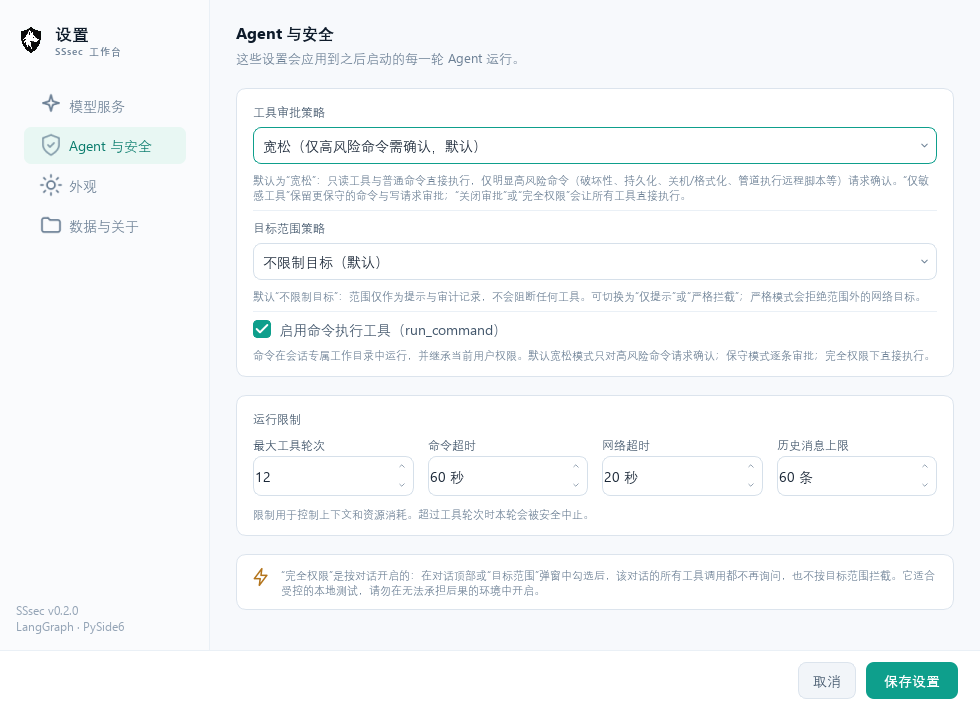 设置
SSsec 工作台
模型服务
Agent 与安全
外观
数据与关于
SSsec v0.2.0
LangGraph · PySide6
Agent 与安全
这些设置会应用到之后启动的每一轮 Agent 运行。
工具审批策略
宽松（仅高风险命令需确认，默认）
默认为“宽松”：只读工具与普通命令直接执行，仅明显高风险命令（破坏性、持久化、关机/格式化、管道执行远程脚本等）请求确认。“仅敏
感工具”保留更保守的命令与写请求审批；“关闭审批”或“完全权限”会让所有工具直接执行。
目标范围策略
不限制目标（默认）
默认“不限制目标”：范围仅作为提示与审计记录，不会阻断任何工具。可切换为“仅提示”或“严格拦截”；严格模式会拒绝范围外的网络目标。
启用命令执行工具（run_command）
命令在会话专属工作目录中运行，并继承当前用户权限。默认宽松模式只对高风险命令请求确认；保守模式逐条审批；完全权限下直接执行。
运行限制
最大工具轮次 命令超时 网络超时 历史消息上限
12 60 秒 20 秒 60 条
限制用于控制上下文和资源消耗。超过工具轮次时本轮会被安全中止。
“完全权限”是按对话开启的：在对话顶部或“目标范围”弹窗中勾选后，该对话的所有工具调用都不再询问，也不按目标范围拦截。它适合
受控的本地测试，请勿在无法承担后果的环境中开启。
取消
保存设置